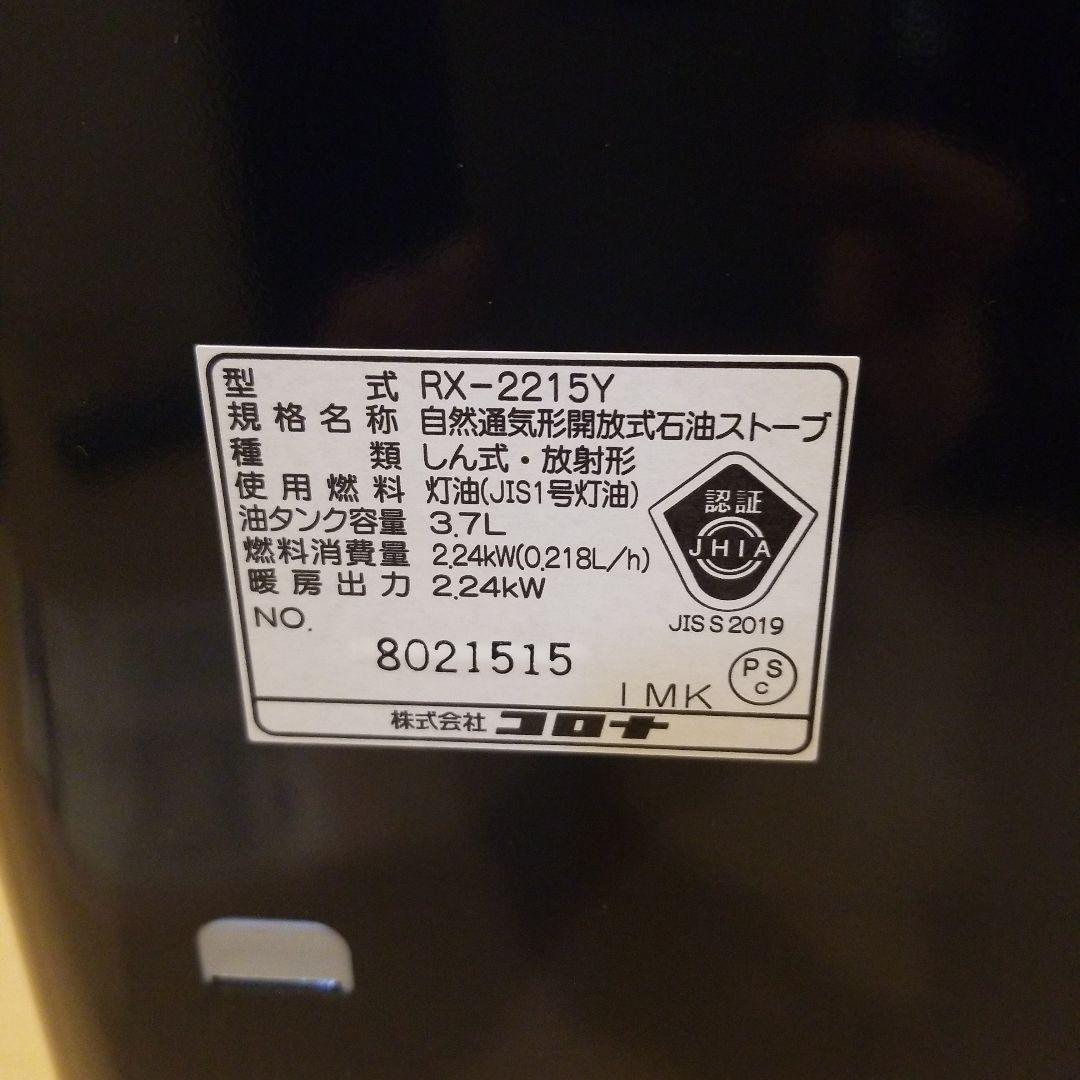 型式 RX-2215Y
規格名称 自然通気形開放式石油ストーブ
種類 しん式・放射形
使用燃料 灯油(JIS1号灯油)
油タンク容量 3.7L
燃料消費量 2.24kW(0.218L/h)
暖房出力 2.24kW
認証
JHIA
JIS S 2019
NO.
8021515
IMK
PS
C
株式会社 コロナ